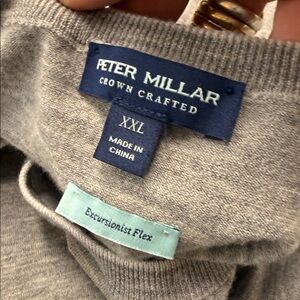 PETER MILLAR
CROWN CRAFTED
XXL
MADE IN
CHINA
Excursionist Flex